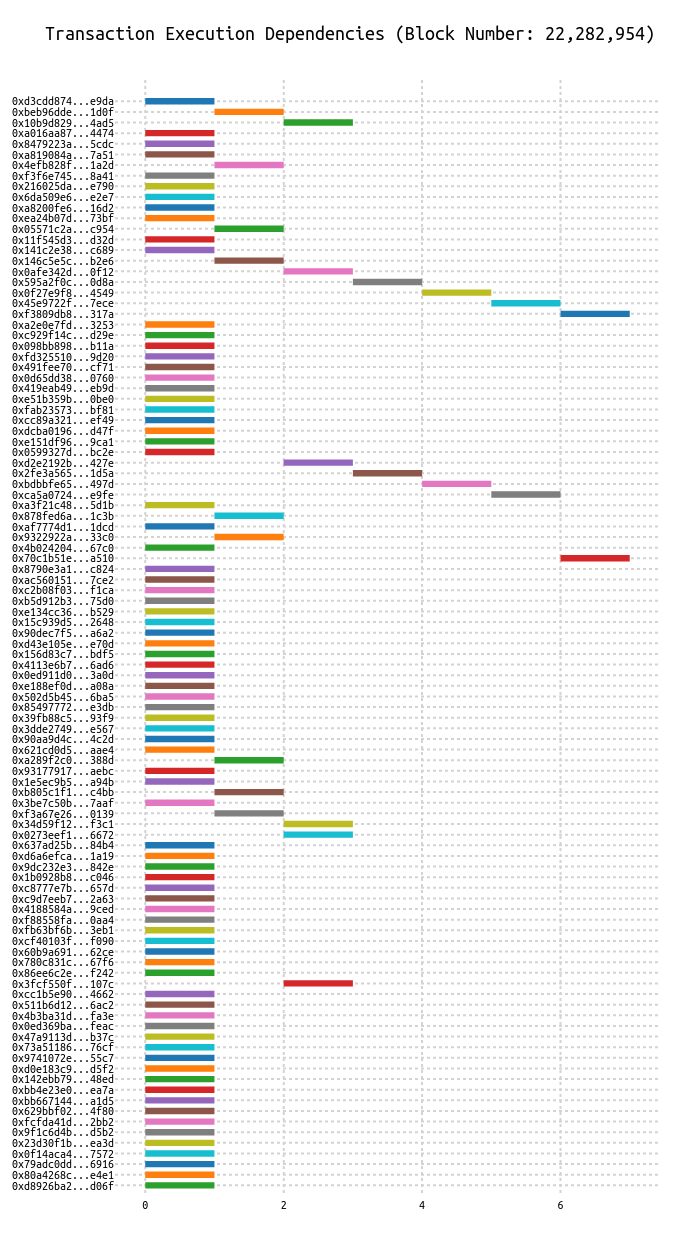 Transaction Execution Dependencies (Block Number: 22,282,954)
0xd3cdd874...e9da
0xbeb96dde...1d0f
0x10b9d829...4ad5
0xa016aa87...4474
0x8479223a...5cdc
0xa819084a...7a51
0x4efb828f...1a2d
0xf3f6e745...8a41
0x216025da...e790
0x6da509e6...e2e7
0xa8200fe6...16d2
0xea24b07d...73bf
0x05571c2a...c954
0x11f545d3...d32d
0x141c2e38...c689
0x146c5e5c...b2e6
0x0afe342d...0f12
0x595a2f0c...0d8a
0x0f27e9f8...4549
0x45e9722f...7ece
0xf3809db8...317a
0xa2e0e7fd...3253
0xc929f14c...d29e
0x098bb898...b11a
0xfd325510...9d20
0x491fee70...cf71
0x0d65dd38...0760
0x419eab49...eb9d
0xe51b359b...0be0
0xfab23573...bf81
0xcc89a321...ef49
0xdcba0196...d47f
0xe151df96...9ca1
0x0599327d...bc2e
0xd2e2192b...427e
0x2fe3a565...1d5a
0xbdbbfe65...497d
0xca5a0724...e9fe
0xa3f21c48...5d1b
0x878fed6a...1c3b
0xaf7774d1...1dcd
0x9322922a...33c0
0x4b024204...67c0
0x70c1b51e...a510
0x8790e3a1...c824
0xac560151...7ce2
0xc2b08f03...f1ca
0xb5d912b3...75d0
0xe134cc36...b529
0x15c939d5...2648
0x90dec7f5...a6a2
0xd43e105e...e70d
0x156d83c7...bdf5
0x4113e6b7...6ad6
0x0ed911d0...3a0d
0xe188ef0d...a08a
0x502d5b45...6ba5
0x85497772...e3db
0x39fb88c5...93f9
0x3dde2749...e567
0x90aa9d4c...4c2d
0x621cd0d5...aae4
0xa289f2c0...388d
0x93177917...aebc
0x1e5ec9b5...a94b
0xb805c1f1...c4bb
0x3be7c50b...7aaf
0xf3a67e26...0139
0x34d59f12...f3c1
0x0273eef1...6672
0x637ad25b...84b4
0xd6a6efca...1a19
0x9dc232e3...842e
0x1b0928b8...c046
0xc8777e7b...657d
0xc9d7eeb7...2a63
0x4188584a...9ced
0xf88558fa...0aa4
0xfb63bf6b...3eb1
0xcf40103f...f090
0x60b9a691...62ce
0x780c831c...67f6
0x86ee6c2e...f242
0x3fcf550f...107c
0xcc1b5e90...4662
0x511b6d12...6ac2
0x4b3ba31d...fa3e
0x0ed369ba...feac
0x47a9113d...b37c
0x73a51186...76cf
0x9741072e...55c7
0xd0e183c9...d5f2
0x142ebb79...48ed
0xbb4e23e0...ea7a
0xbb667144...a1d5
0x629bbf02...4f80
0xfcfda41d...2bb2
0x9f1c6d4b...d5b2
0x23d30f1b...ea3d
0x0f14aca4...7572
0x79adc0dd...6916
0x80a4268c...e4e1
0xd8926ba2...d06f
0 2 4 6